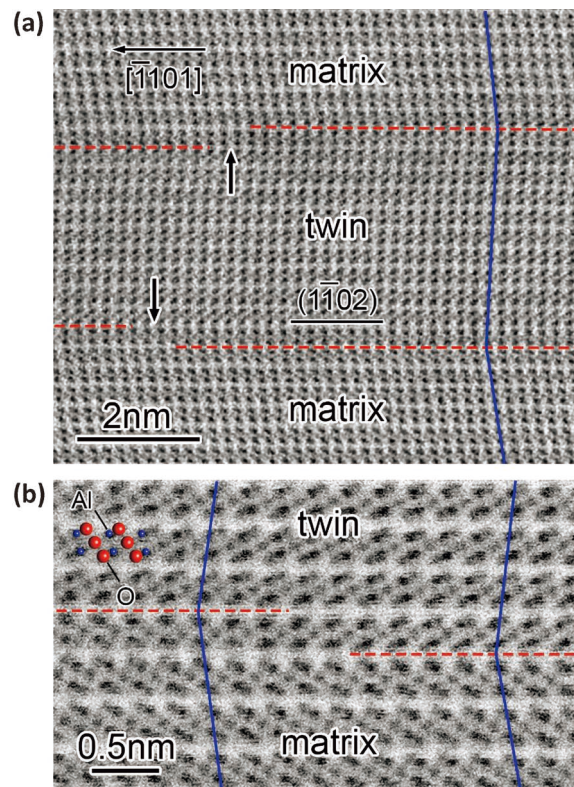 (a)
[1̄101]
matrix
twin
(11̄02)
2nm
matrix
(b)
Al
twin
O
0.5nm
matrix